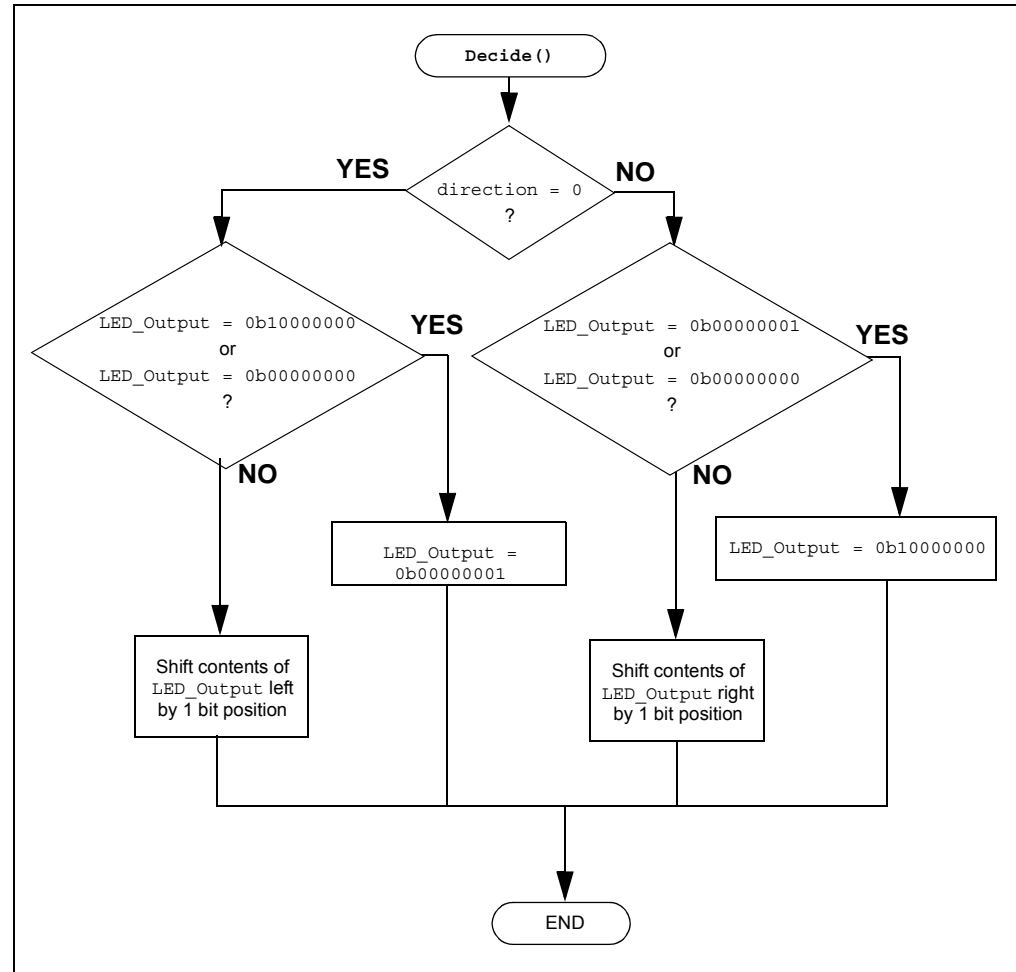 Decide()
YES
NO
direction = 0
?
LED_Output = 0b10000000
or
LED_Output = 0b00000000
?
YES
NO
LED_Output = 0b00000001
or
LED_Output = 0b00000000
?
YES
NO
LED_Output =
0b00000001
LED_Output = 0b10000000
Shift contents of
LED_Output left
by 1 bit position
Shift contents of
LED_Output right
by 1 bit position
END